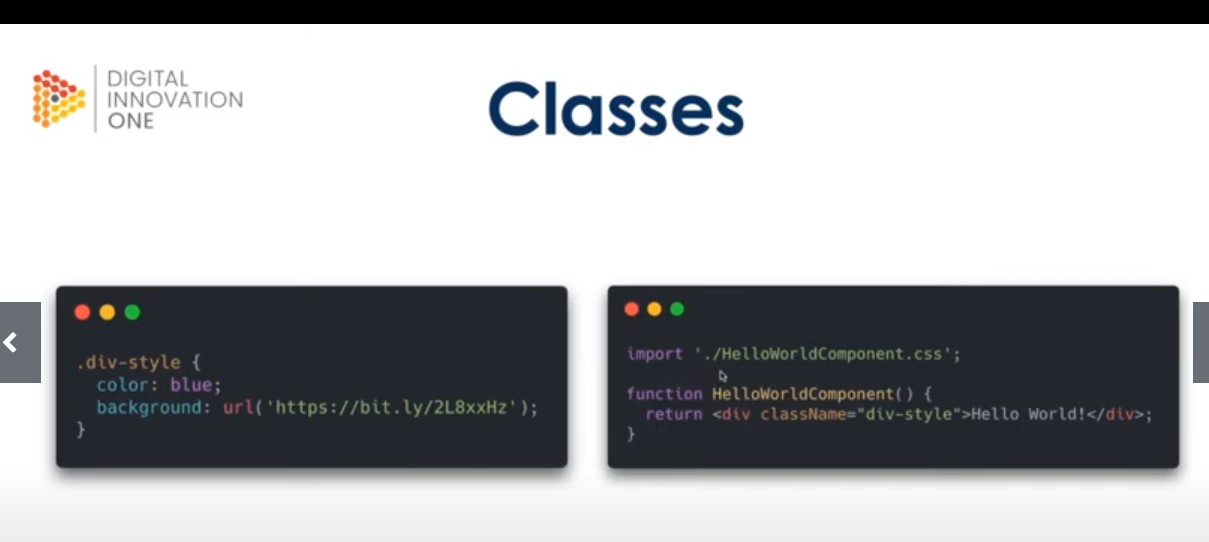 DIGITAL
INNOVATION
ONE
Classes
.div-style {
  color: blue;
  background: url('https://bit.ly/2L8xxHz');
}
import './HelloWorldComponent.css';
function HelloWorldComponent() {
  return <div className="div-style">Hello World!</div>;
}